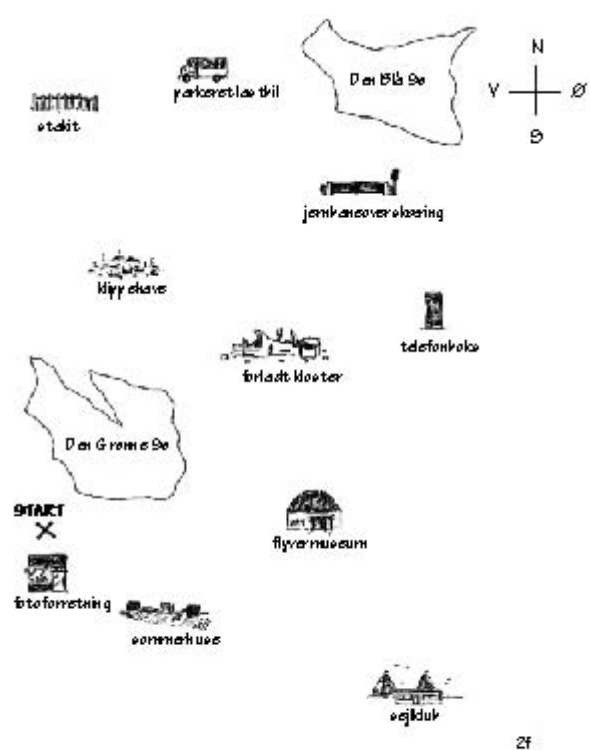 N
Den Blå Sø
V
Ø
parkeret lastbil
stakit
S
jernbaneoverskæring
klippehave
telefonboks
forladt kloster
Den Grønne Sø
START
flyvermuseum
fotoforretning
sommerhuse
sejlklub
2f